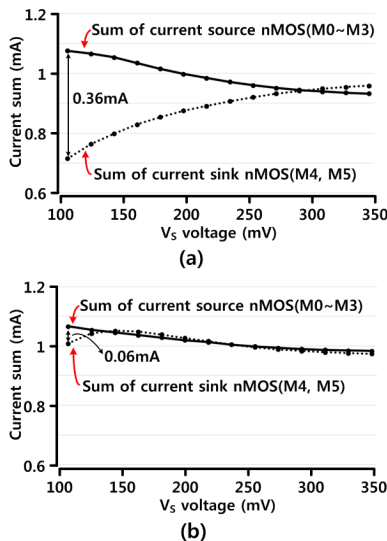 1.2
Sum of current source nMOS(M0~M3)
1
0.36mA
0.8
Sum of current sink nMOS(M4, M5)
0.6
Current sum (mA)
100 150 200 250 300 350
VS voltage (mV)
(a)
1.2
Sum of current source nMOS(M0~M3)
1
0.06mA
Sum of current sink nMOS(M4, M5)
0.8
0.6
Current sum (mA)
100 150 200 250 300 350
VS voltage (mV)
(b)